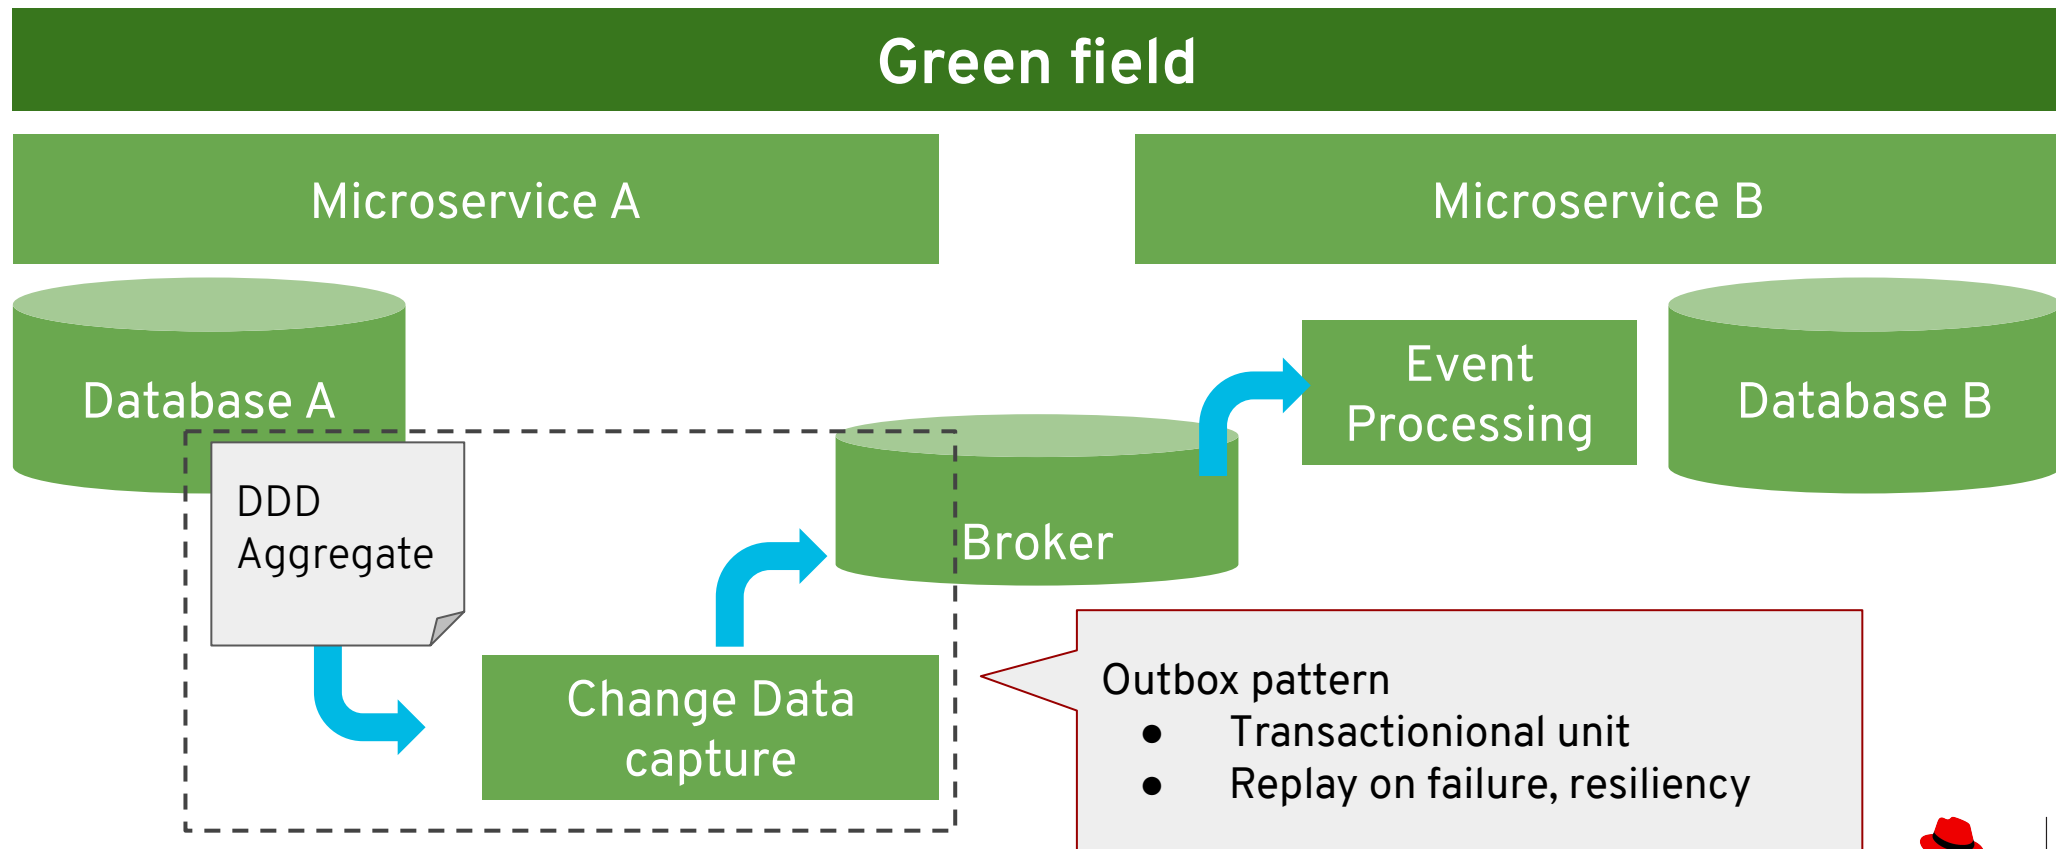 Green field
Microservice A
Microservice B
Database A
Event
Processing
Database B
DDD
Aggregate
Broker
Change Data
capture
Outbox pattern
● Transactionional unit
● Replay on failure, resiliency